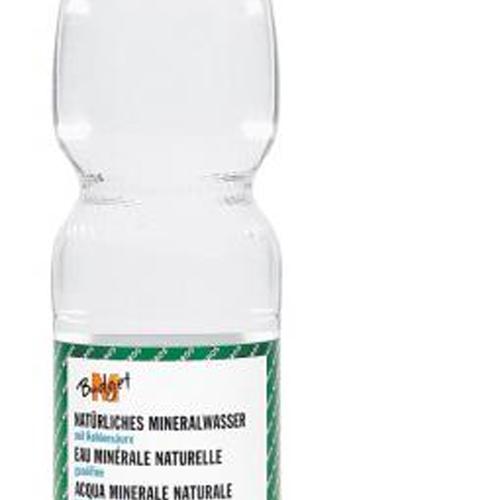 M Budget
NATÜRLICHES MINERALWASSER
mit Kohlensäure
EAU MINÉRALE NATURELLE
gazéifiée
ACQUA MINERALE NATURALE